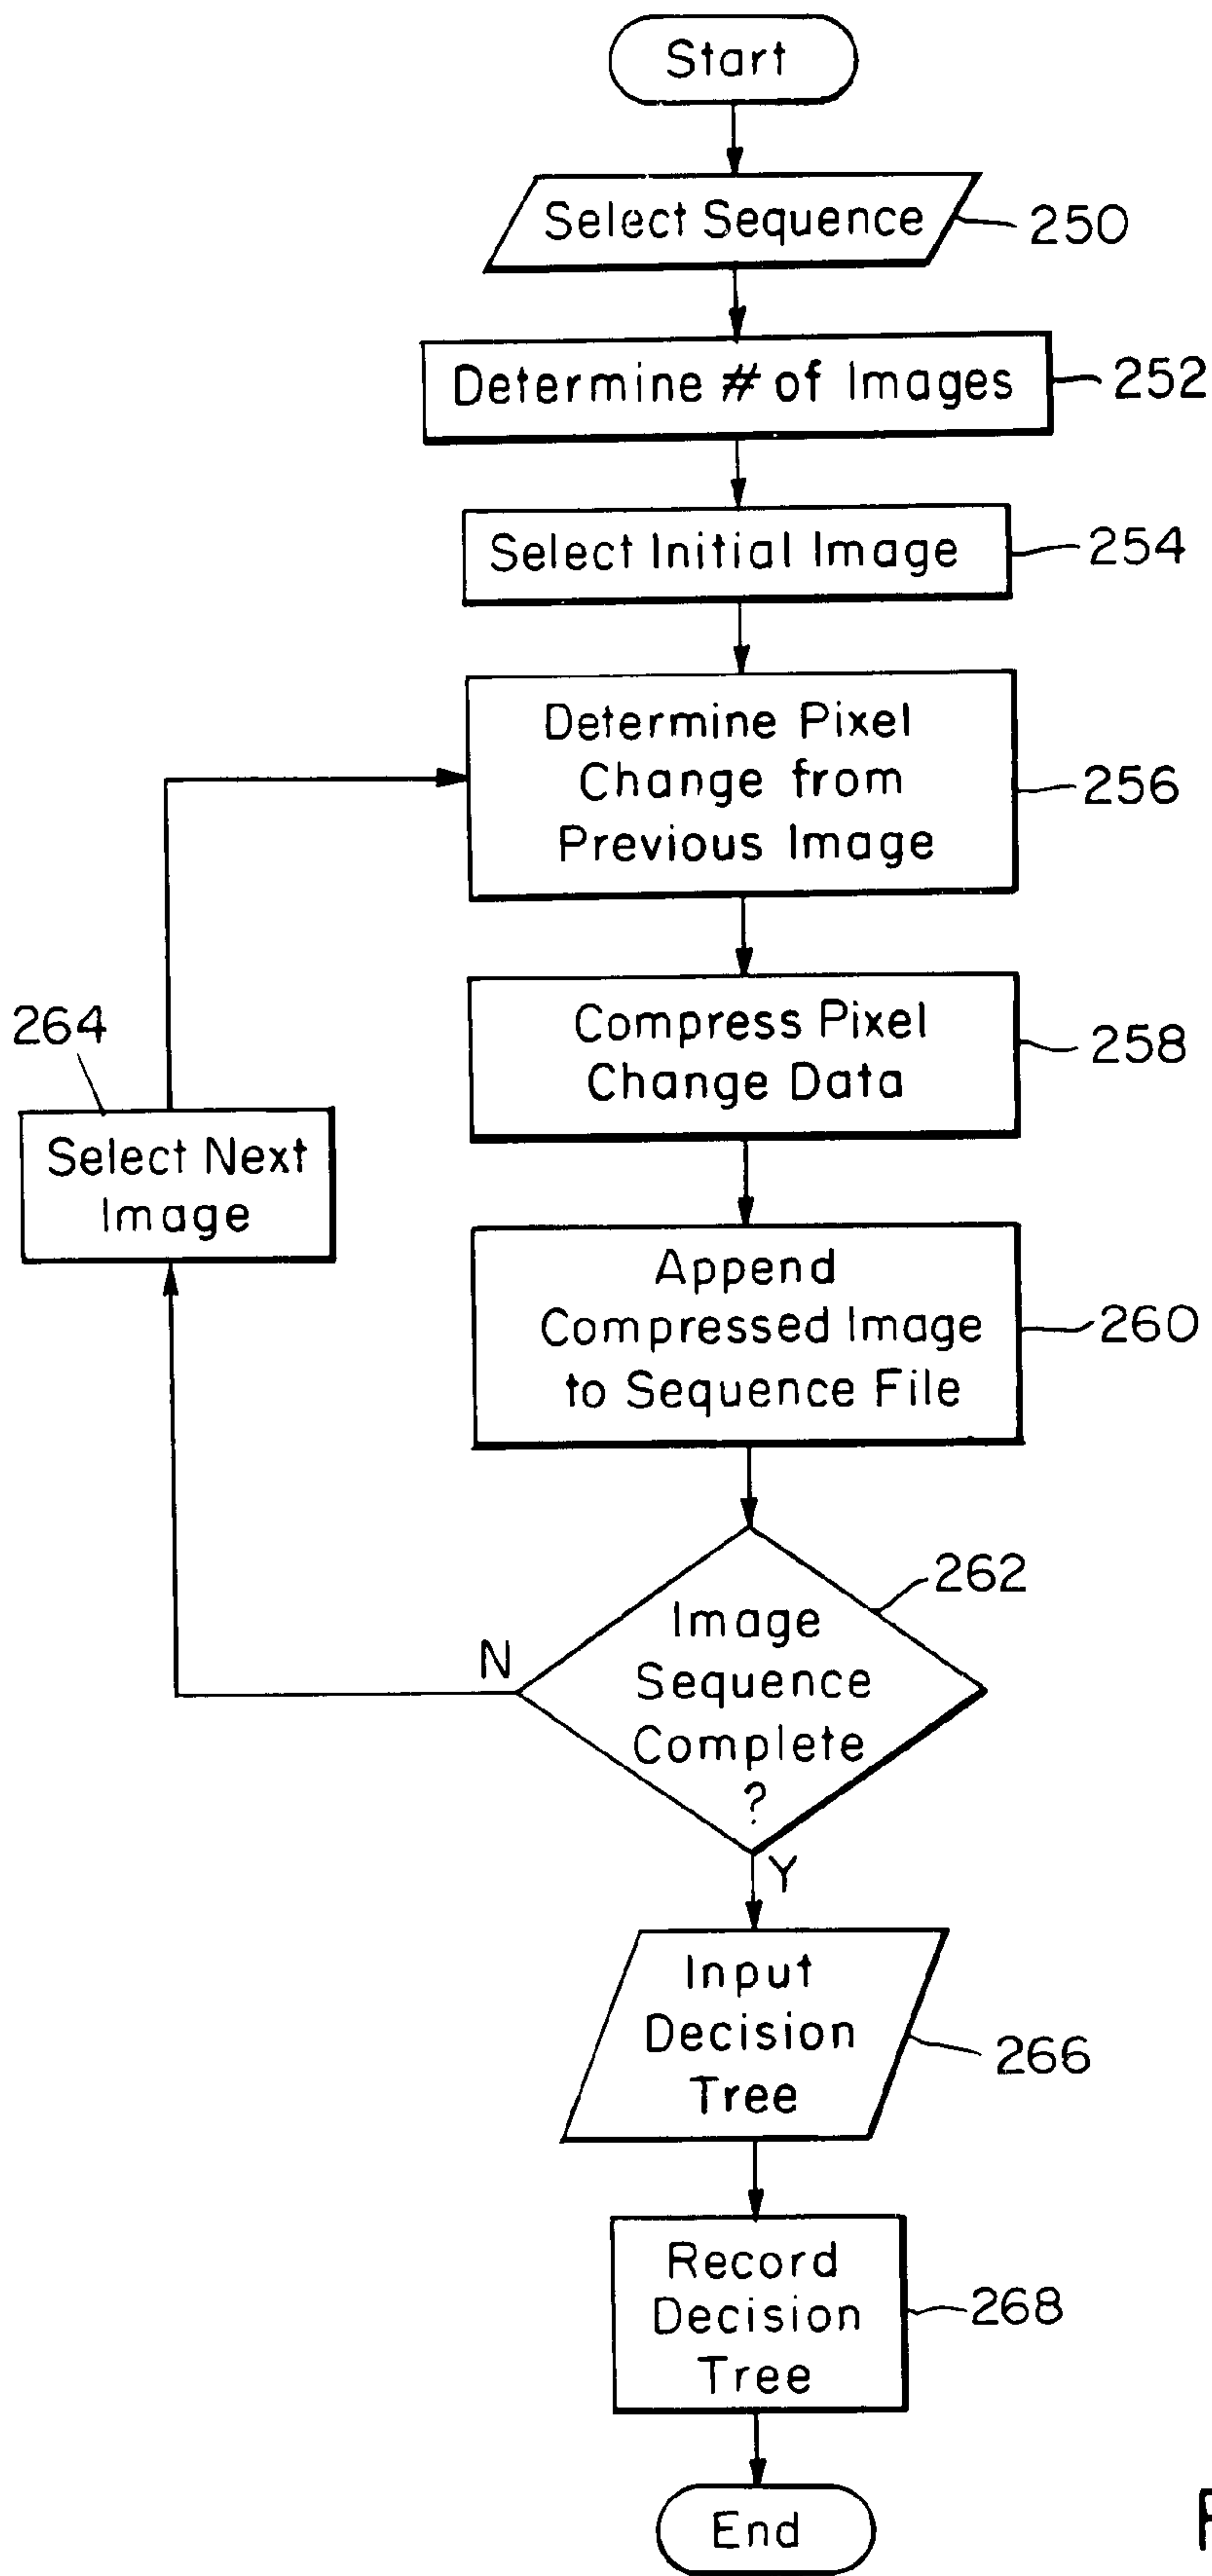 Start
Select Sequence
250
Determine # of Images
252
Select Initial Image
254
Determine Pixel
Change from
Previous Image
256
Compress Pixel
Change Data
258
264
Select Next
Image
Append
Compressed Image
to Sequence File
260
262
Image
Sequence
Complete
?
N
Y
Input
Decision
Tree
266
Record
Decision
Tree
268
End